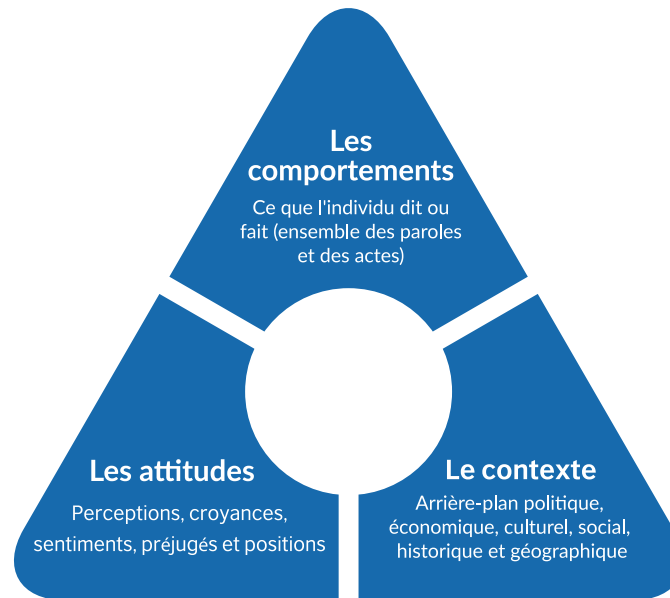 Les
comportements
Ce que l'individu dit ou
fait (ensemble des paroles
et des actes)
Les attitudes
Perceptions, croyances,
sentiments, préjugés et positions
Le contexte
Arrière-plan politique,
économique, culturel, social,
historique et géographique